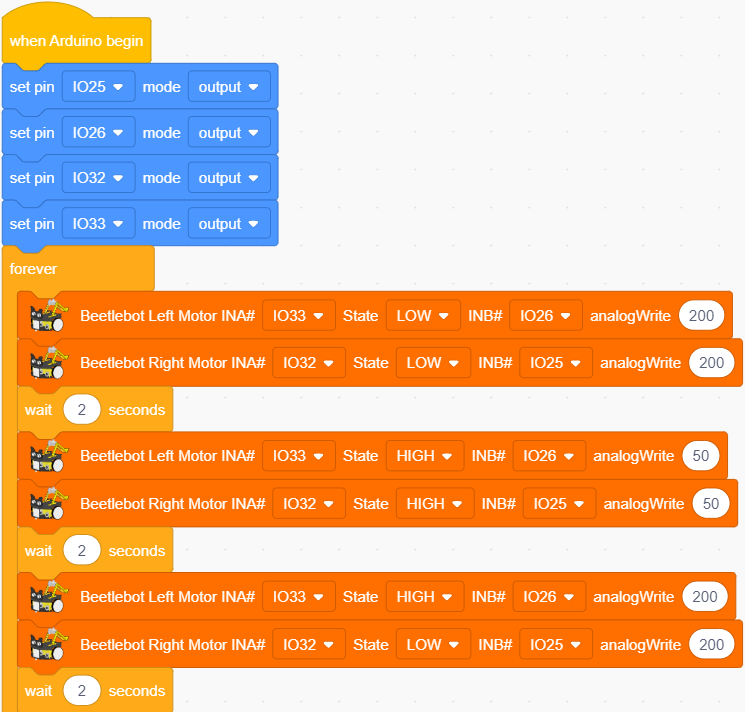 when Arduino begin
set pin IO25 mode output
set pin IO26 mode output
set pin IO32 mode output
set pin IO33 mode output
forever
Beetlebot Left Motor INA# IO33 State LOW INB# IO26 analogWrite 200
Beetlebot Right Motor INA# IO32 State LOW INB# IO25 analogWrite 200
wait 2 seconds
Beetlebot Left Motor INA# IO33 State HIGH INB# IO26 analogWrite 50
Beetlebot Right Motor INA# IO32 State HIGH INB# IO25 analogWrite 50
wait 2 seconds
Beetlebot Left Motor INA# IO33 State HIGH INB# IO26 analogWrite 200
Beetlebot Right Motor INA# IO32 State LOW INB# IO25 analogWrite 200
wait 2 seconds